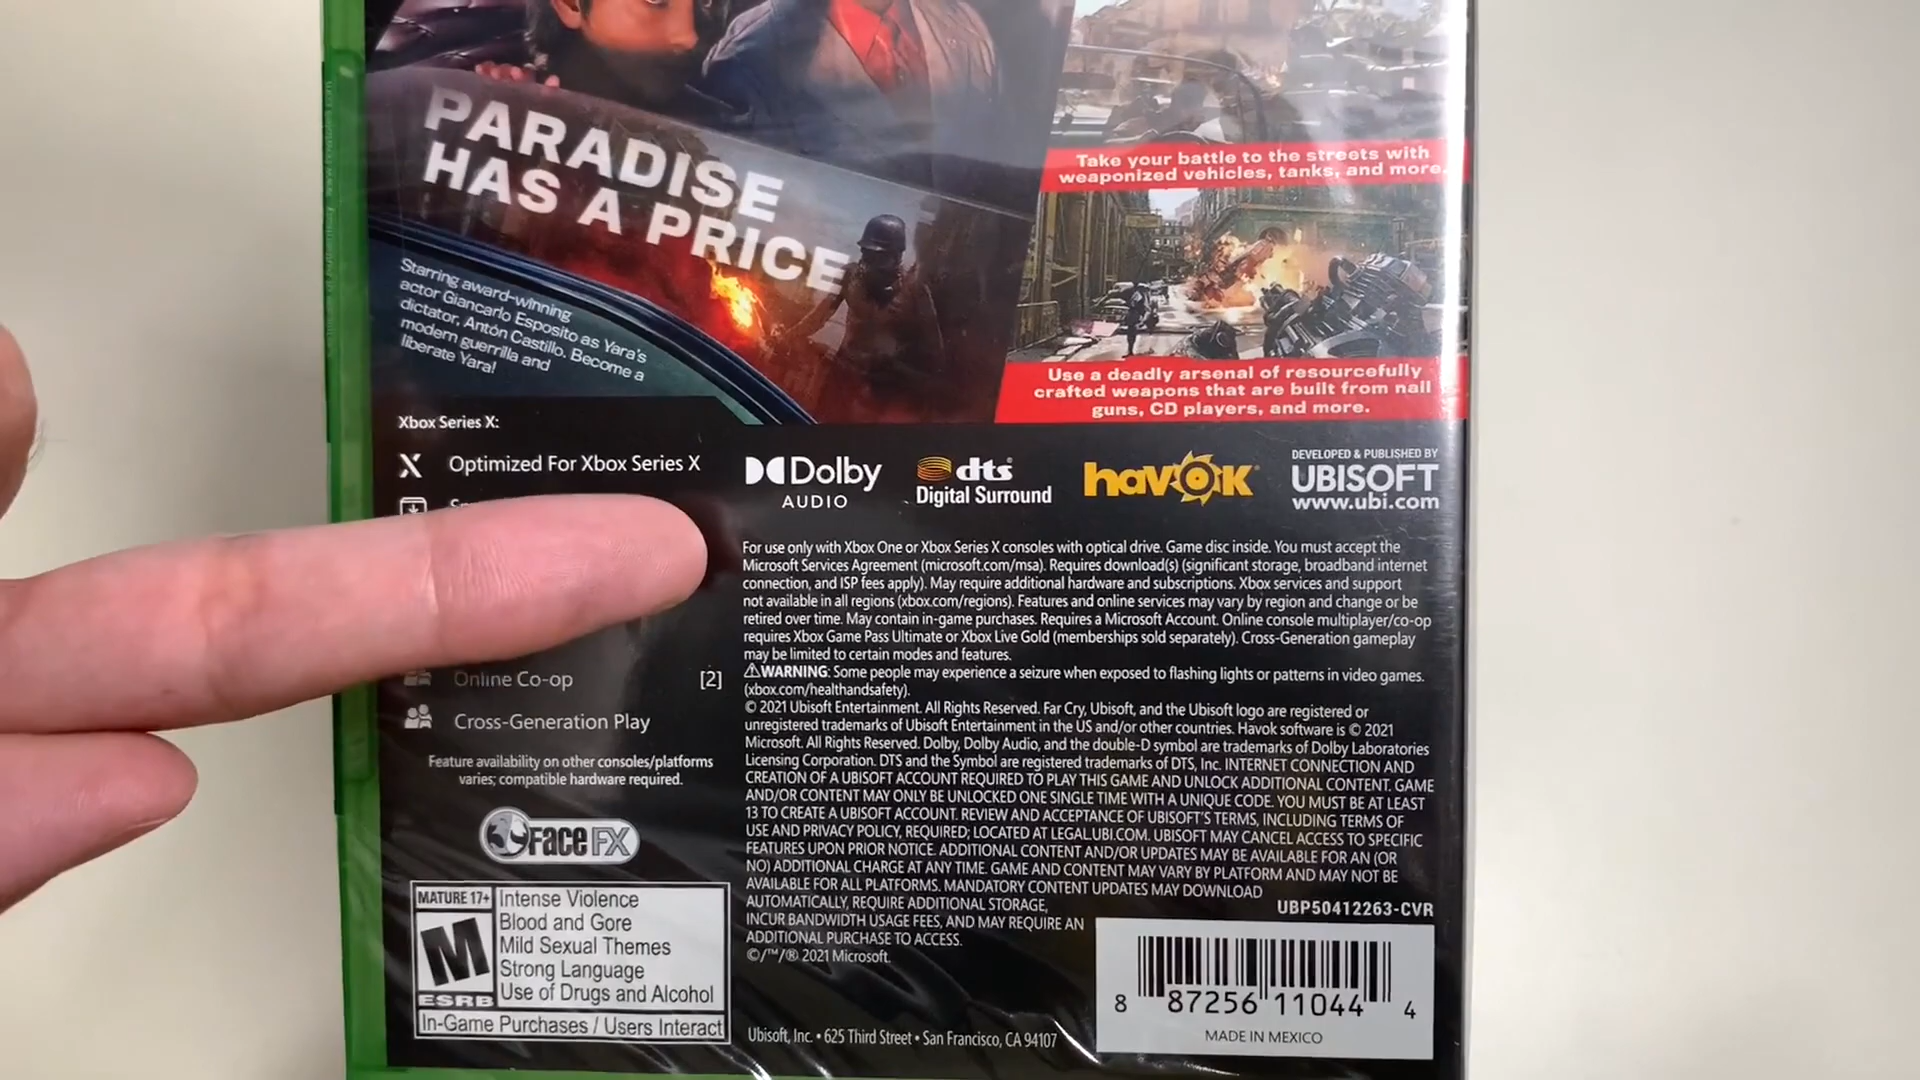 PARADISE
HAS A PRICE
Starring award-winning
actor Giancarlo Esposito as Yara's
dictator, Antón Castillo. Become a
modern guerrilla and
liberate Yara!
Take your battle to the streets with
weaponized vehicles, tanks, and more.
Use a deadly arsenal of resourcefully
crafted weapons that are built from nail
guns, CD players, and more.
Xbox Series X:
Optimized For Xbox Series X
Online Co-op [2]
Cross-Generation Play
Feature availability on other consoles/platforms
varies; compatible hardware required.
FaceFX
MATURE 17+
M
ESRB
Intense Violence
Blood and Gore
Mild Sexual Themes
Strong Language
Use of Drugs and Alcohol
In-Game Purchases / Users Interact
Dolby
AUDIO
dts
Digital Surround
havok
DEVELOPED & PUBLISHED BY
UBISOFT
www.ubi.com
For use only with Xbox One or Xbox Series X consoles with optical drive. Game disc inside. You must accept the
Microsoft Services Agreement (microsoft.com/msa). Requires download(s) (significant storage, broadband internet
connection, and ISP fees apply). May require additional hardware and subscriptions. Xbox services and support
not available in all regions (xbox.com/regions). Features and online services may vary by region and change or be
retired over time. May contain in-game purchases. Requires a Microsoft Account. Online console multiplayer/co-op
requires Xbox Game Pass Ultimate or Xbox Live Gold (memberships sold separately). Cross-Generation gameplay
may be limited to certain modes and features.
⚠WARNING: Some people may experience a seizure when exposed to flashing lights or patterns in video games.
(xbox.com/healthandsafety).
© 2021 Ubisoft Entertainment. All Rights Reserved. Far Cry, Ubisoft, and the Ubisoft logo are registered or
unregistered trademarks of Ubisoft Entertainment in the US and/or other countries. Havok software is © 2021
Microsoft. All Rights Reserved. Dolby, Dolby Audio, and the double-D symbol are trademarks of Dolby Laboratories
Licensing Corporation. DTS and the Symbol are registered trademarks of DTS, Inc. INTERNET CONNECTION AND
CREATION OF A UBISOFT ACCOUNT REQUIRED TO PLAY THIS GAME AND UNLOCK ADDITIONAL CONTENT. GAME
AND/OR CONTENT MAY ONLY BE UNLOCKED ONE SINGLE TIME WITH A UNIQUE CODE. YOU MUST BE AT LEAST
13 TO CREATE A UBISOFT ACCOUNT. REVIEW AND ACCEPTANCE OF UBISOFT'S TERMS, INCLUDING TERMS OF
USE AND PRIVACY POLICY, REQUIRED; LOCATED AT LEGAL.UBI.COM. UBISOFT MAY CANCEL ACCESS TO SPECIFIC
FEATURES UPON PRIOR NOTICE. ADDITIONAL CONTENT AND/OR UPDATES MAY BE AVAILABLE FOR AN (OR
NO) ADDITIONAL CHARGE AT ANY TIME. GAME AND CONTENT MAY VARY BY PLATFORM AND MAY NOT BE
AVAILABLE FOR ALL PLATFORMS. MANDATORY CONTENT UPDATES MAY DOWNLOAD
AUTOMATICALLY, REQUIRE ADDITIONAL STORAGE,
INCUR BANDWIDTH USAGE FEES, AND MAY REQUIRE AN
ADDITIONAL PURCHASE TO ACCESS.
©/™/® 2021 Microsoft.
UBP50412263-CVR
8 87256 11044 4
MADE IN MEXICO
Ubisoft, Inc. • 625 Third Street • San Francisco, CA 94107